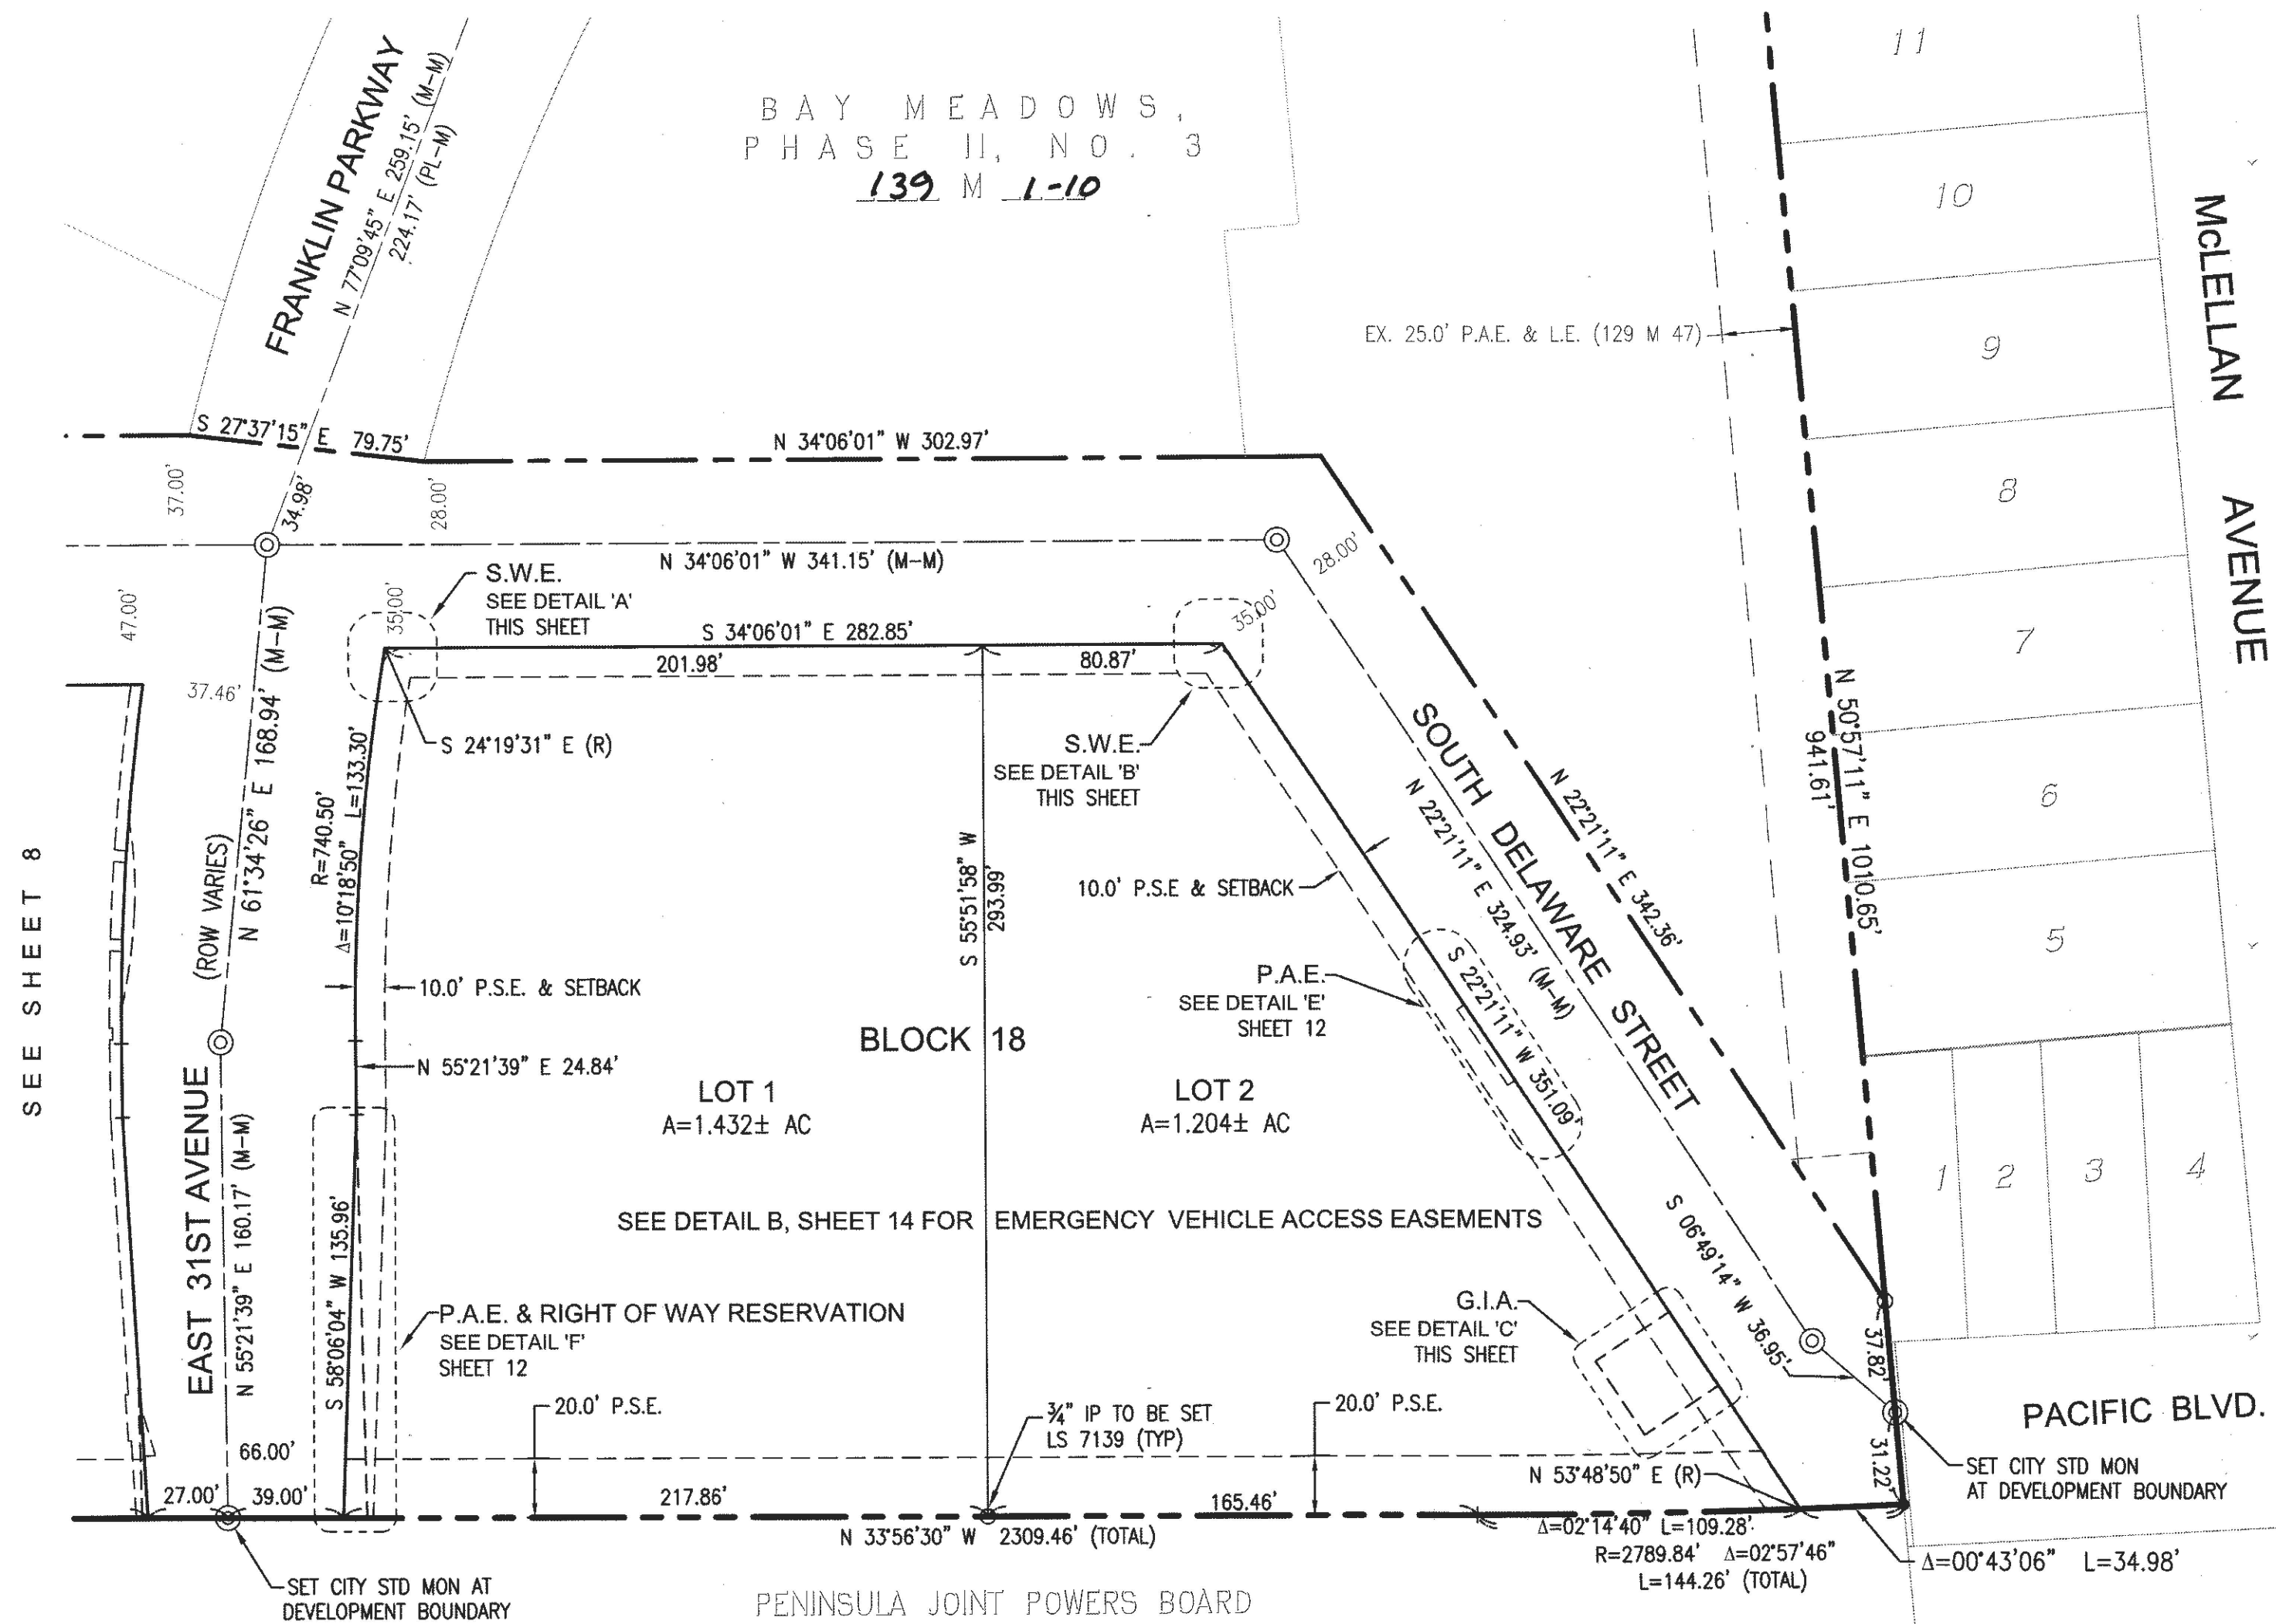 FRANKLIN PARKWAY
N 77°09'45" E 259.15' (M-M)
224.17' (PL-M)
BAY MEADOWS,
PHASE II, NO. 3
139 M 1-10
11
10
9
8
7
6
5
1
2
3
4
McLELLAN AVENUE
EX. 25.0' P.A.E. & L.E. (129 M 47)
S 27°37'15" E 79.75'
N 34°06'01" W 302.97'
37.00'
34.98'
28.00'
N 34°06'01" W 341.15' (M-M)
28.00'
47.00'
S.W.E.
SEE DETAIL 'A'
THIS SHEET
35.00'
35.00'
S 34°06'01" E 282.85'
201.98'
80.87'
37.46'
S 24°19'31" E (R)
S.W.E.
SEE DETAIL 'B'
THIS SHEET
N 61°34'26" E 168.94' (M-M)
(ROW VARIES)
R=740.50'
Δ=10°18'50" L=133.30'
SEE SHEET 8
S 55°51'58" W
293.99'
10.0' P.S.E & SETBACK
SOUTH DELAWARE STREET
N 22°21'11" E 324.93' (M-M)
N 22°21'11" E 342.36'
N 50°57'11" E 1010.65'
941.61'
10.0' P.S.E. & SETBACK
P.A.E.
SEE DETAIL 'E'
SHEET 12
S 22°21'11" W 351.09'
BLOCK 18
N 55°21'39" E 24.84'
LOT 1
A=1.432± AC
LOT 2
A=1.204± AC
EAST 31ST AVENUE
N 55°21'39" E 160.17' (M-M)
S 58°06'04" W 135.96'
SEE DETAIL B, SHEET 14 FOR EMERGENCY VEHICLE ACCESS EASEMENTS
S 06°49'14" W 36.95'
P.A.E. & RIGHT OF WAY RESERVATION
SEE DETAIL 'F'
SHEET 12
G.I.A.
SEE DETAIL 'C'
THIS SHEET
37.82'
PACIFIC BLVD.
20.0' P.S.E.
¾" IP TO BE SET
LS 7139 (TYP)
20.0' P.S.E.
66.00'
N 53°48'50" E (R)
31.22'
SET CITY STD MON
AT DEVELOPMENT BOUNDARY
27.00'
39.00'
217.86'
165.46'
N 33°56'30" W 2309.46' (TOTAL)
Δ=02°14'40" L=109.28'
R=2789.84' Δ=02°57'46"
L=144.26' (TOTAL)
Δ=00°43'06" L=34.98'
SET CITY STD MON AT
DEVELOPMENT BOUNDARY
PENINSULA JOINT POWERS BOARD